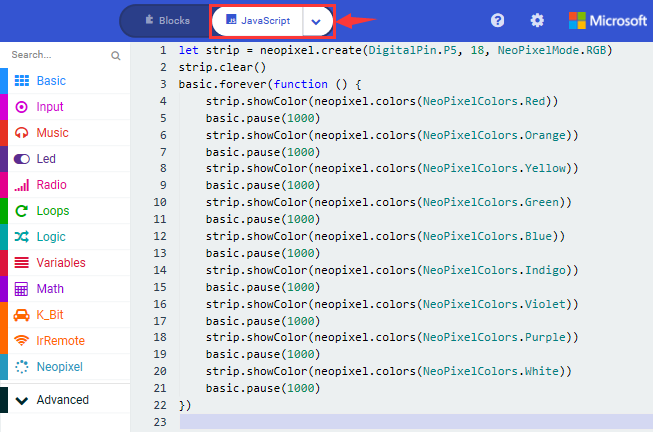 Blocks
JavaScript
Microsoft
Search...
Basic
Input
Music
Led
Radio
Loops
Logic
Variables
Math
K_Bit
IrRemote
Neopixel
Advanced
1 let strip = neopixel.create(DigitalPin.P5, 18, NeoPixelMode.RGB)
2 strip.clear()
3 basic.forever(function () {
4 strip.showColor(neopixel.colors(NeoPixelColors.Red))
5 basic.pause(1000)
6 strip.showColor(neopixel.colors(NeoPixelColors.Orange))
7 basic.pause(1000)
8 strip.showColor(neopixel.colors(NeoPixelColors.Yellow))
9 basic.pause(1000)
10 strip.showColor(neopixel.colors(NeoPixelColors.Green))
11 basic.pause(1000)
12 strip.showColor(neopixel.colors(NeoPixelColors.Blue))
13 basic.pause(1000)
14 strip.showColor(neopixel.colors(NeoPixelColors.Indigo))
15 basic.pause(1000)
16 strip.showColor(neopixel.colors(NeoPixelColors.Violet))
17 basic.pause(1000)
18 strip.showColor(neopixel.colors(NeoPixelColors.Purple))
19 basic.pause(1000)
20 strip.showColor(neopixel.colors(NeoPixelColors.White))
21 basic.pause(1000)
22 })
23